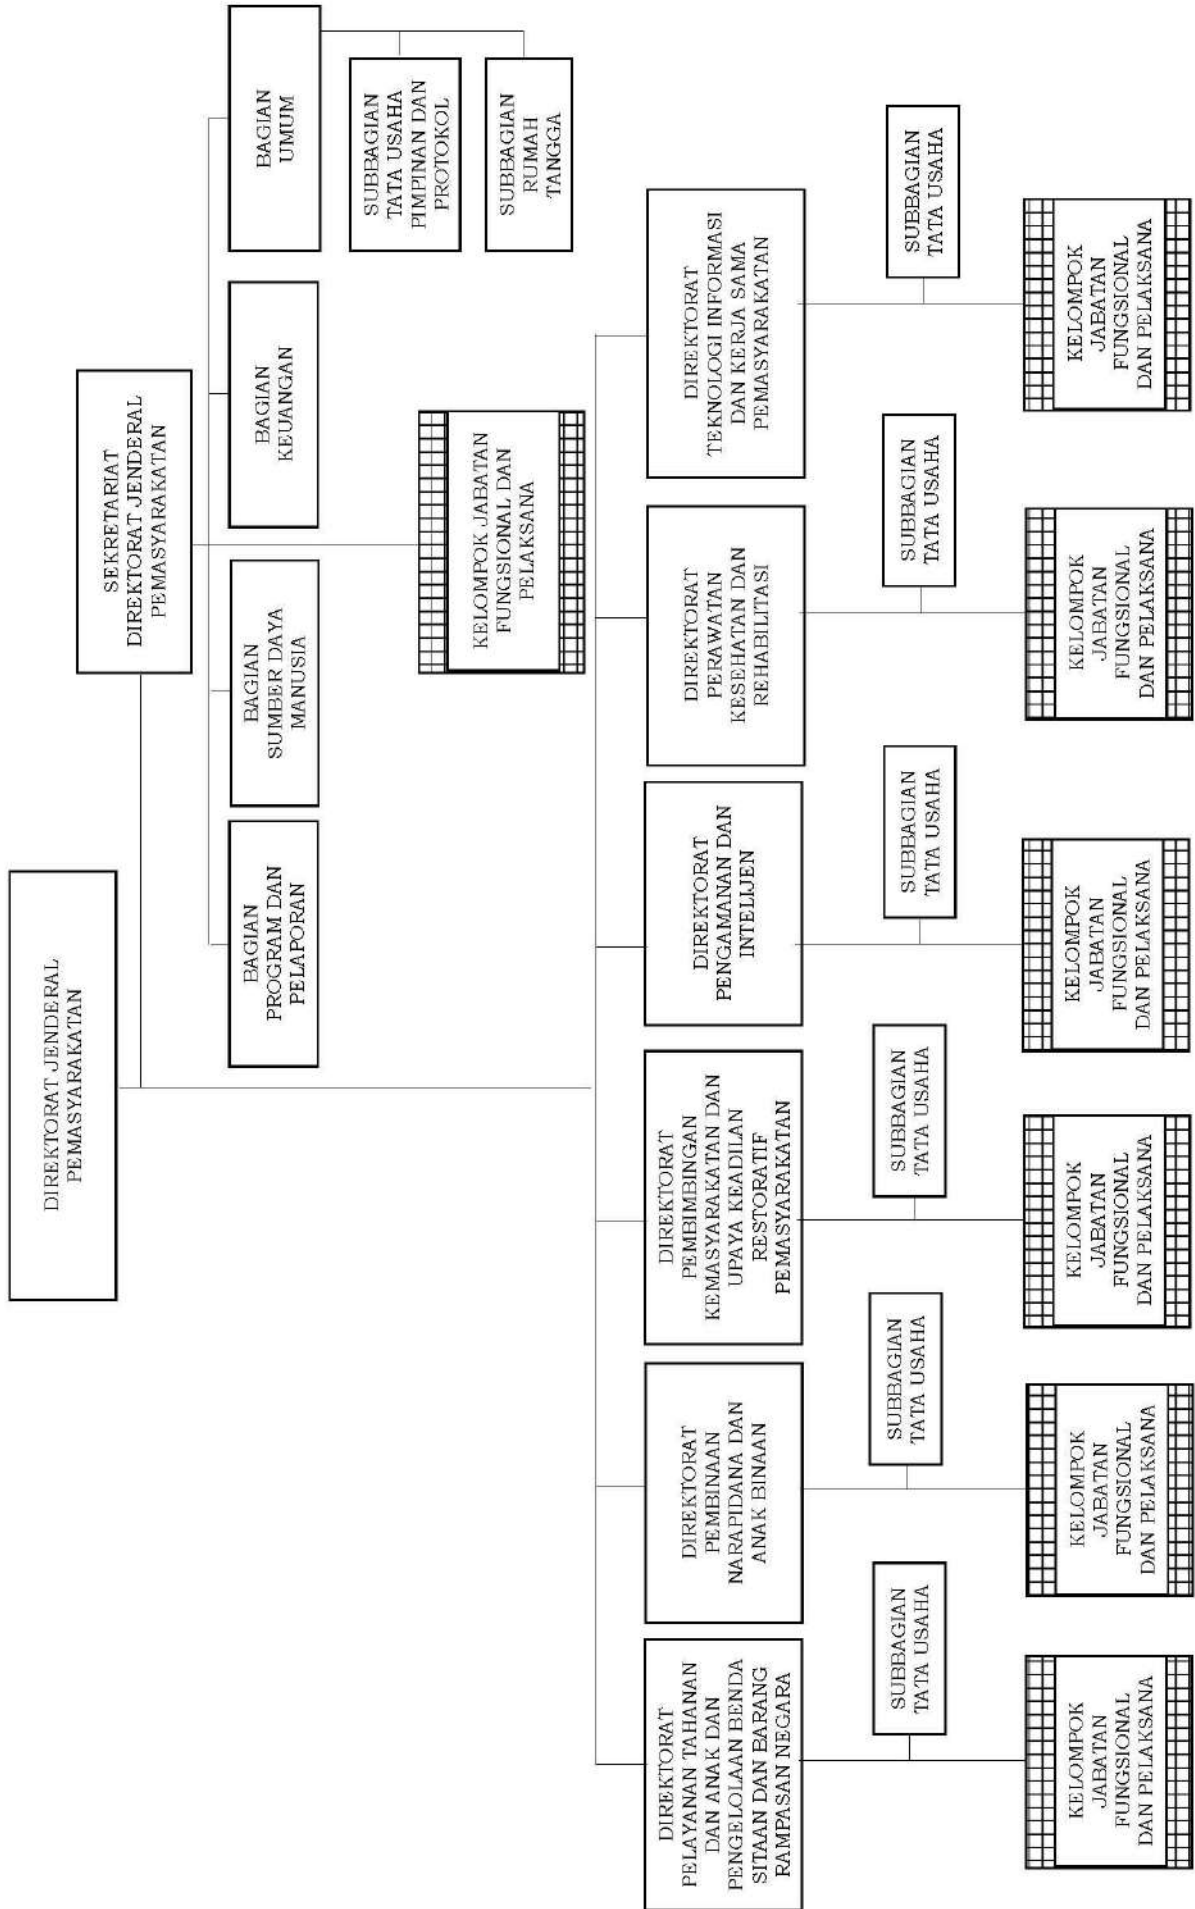 DIREKTORAT JENDERAL
PEMASYARAKATAN
SEKRETARIAT
DIREKTORAT JENDERAL
PEMASYARAKATAN
BAGIAN
PROGRAM DAN
PELAPORAN
BAGIAN
SUMBER DAYA
MANUSIA
BAGIAN
KEUANGAN
BAGIAN
UMUM
SUBBAGIAN
TATA USAHA
PIMPINAN DAN
PROTOKOL
SUBBAGIAN
RUMAH
TANGGA
KELOMPOK JABATAN
FUNGSIONAL DAN
PELAKSANA
DIREKTORAT
PELAYANAN TAHANAN
DAN ANAK DAN
PENGELOLAAN BENDA
SITAAN DAN BARANG
RAMPASAN NEGARA
DIREKTORAT
PEMBINAAN
NARAPIDANA DAN
ANAK BINAAN
DIREKTORAT
PEMBIMBINGAN
KEMASYARAKATAN DAN
UPAYA KEADILAN
RESTORATIF
PEMASYARAKATAN
DIREKTORAT
PENGAMANAN DAN
INTELIJEN
DIREKTORAT
PERAWATAN
KESEHATAN DAN
REHABILITASI
DIREKTORAT
TEKNOLOGI INFORMASI
DAN KERJA SAMA
PEMASYARAKATAN
SUBBAGIAN
TATA USAHA
SUBBAGIAN
TATA USAHA
SUBBAGIAN
TATA USAHA
SUBBAGIAN
TATA USAHA
SUBBAGIAN
TATA USAHA
SUBBAGIAN
TATA USAHA
KELOMPOK
JABATAN
FUNGSIONAL
DAN PELAKSANA
KELOMPOK
JABATAN
FUNGSIONAL
DAN PELAKSANA
KELOMPOK
JABATAN
FUNGSIONAL
DAN PELAKSANA
KELOMPOK
JABATAN
FUNGSIONAL
DAN PELAKSANA
KELOMPOK
JABATAN
FUNGSIONAL
DAN PELAKSANA
KELOMPOK
JABATAN
FUNGSIONAL
DAN PELAKSANA